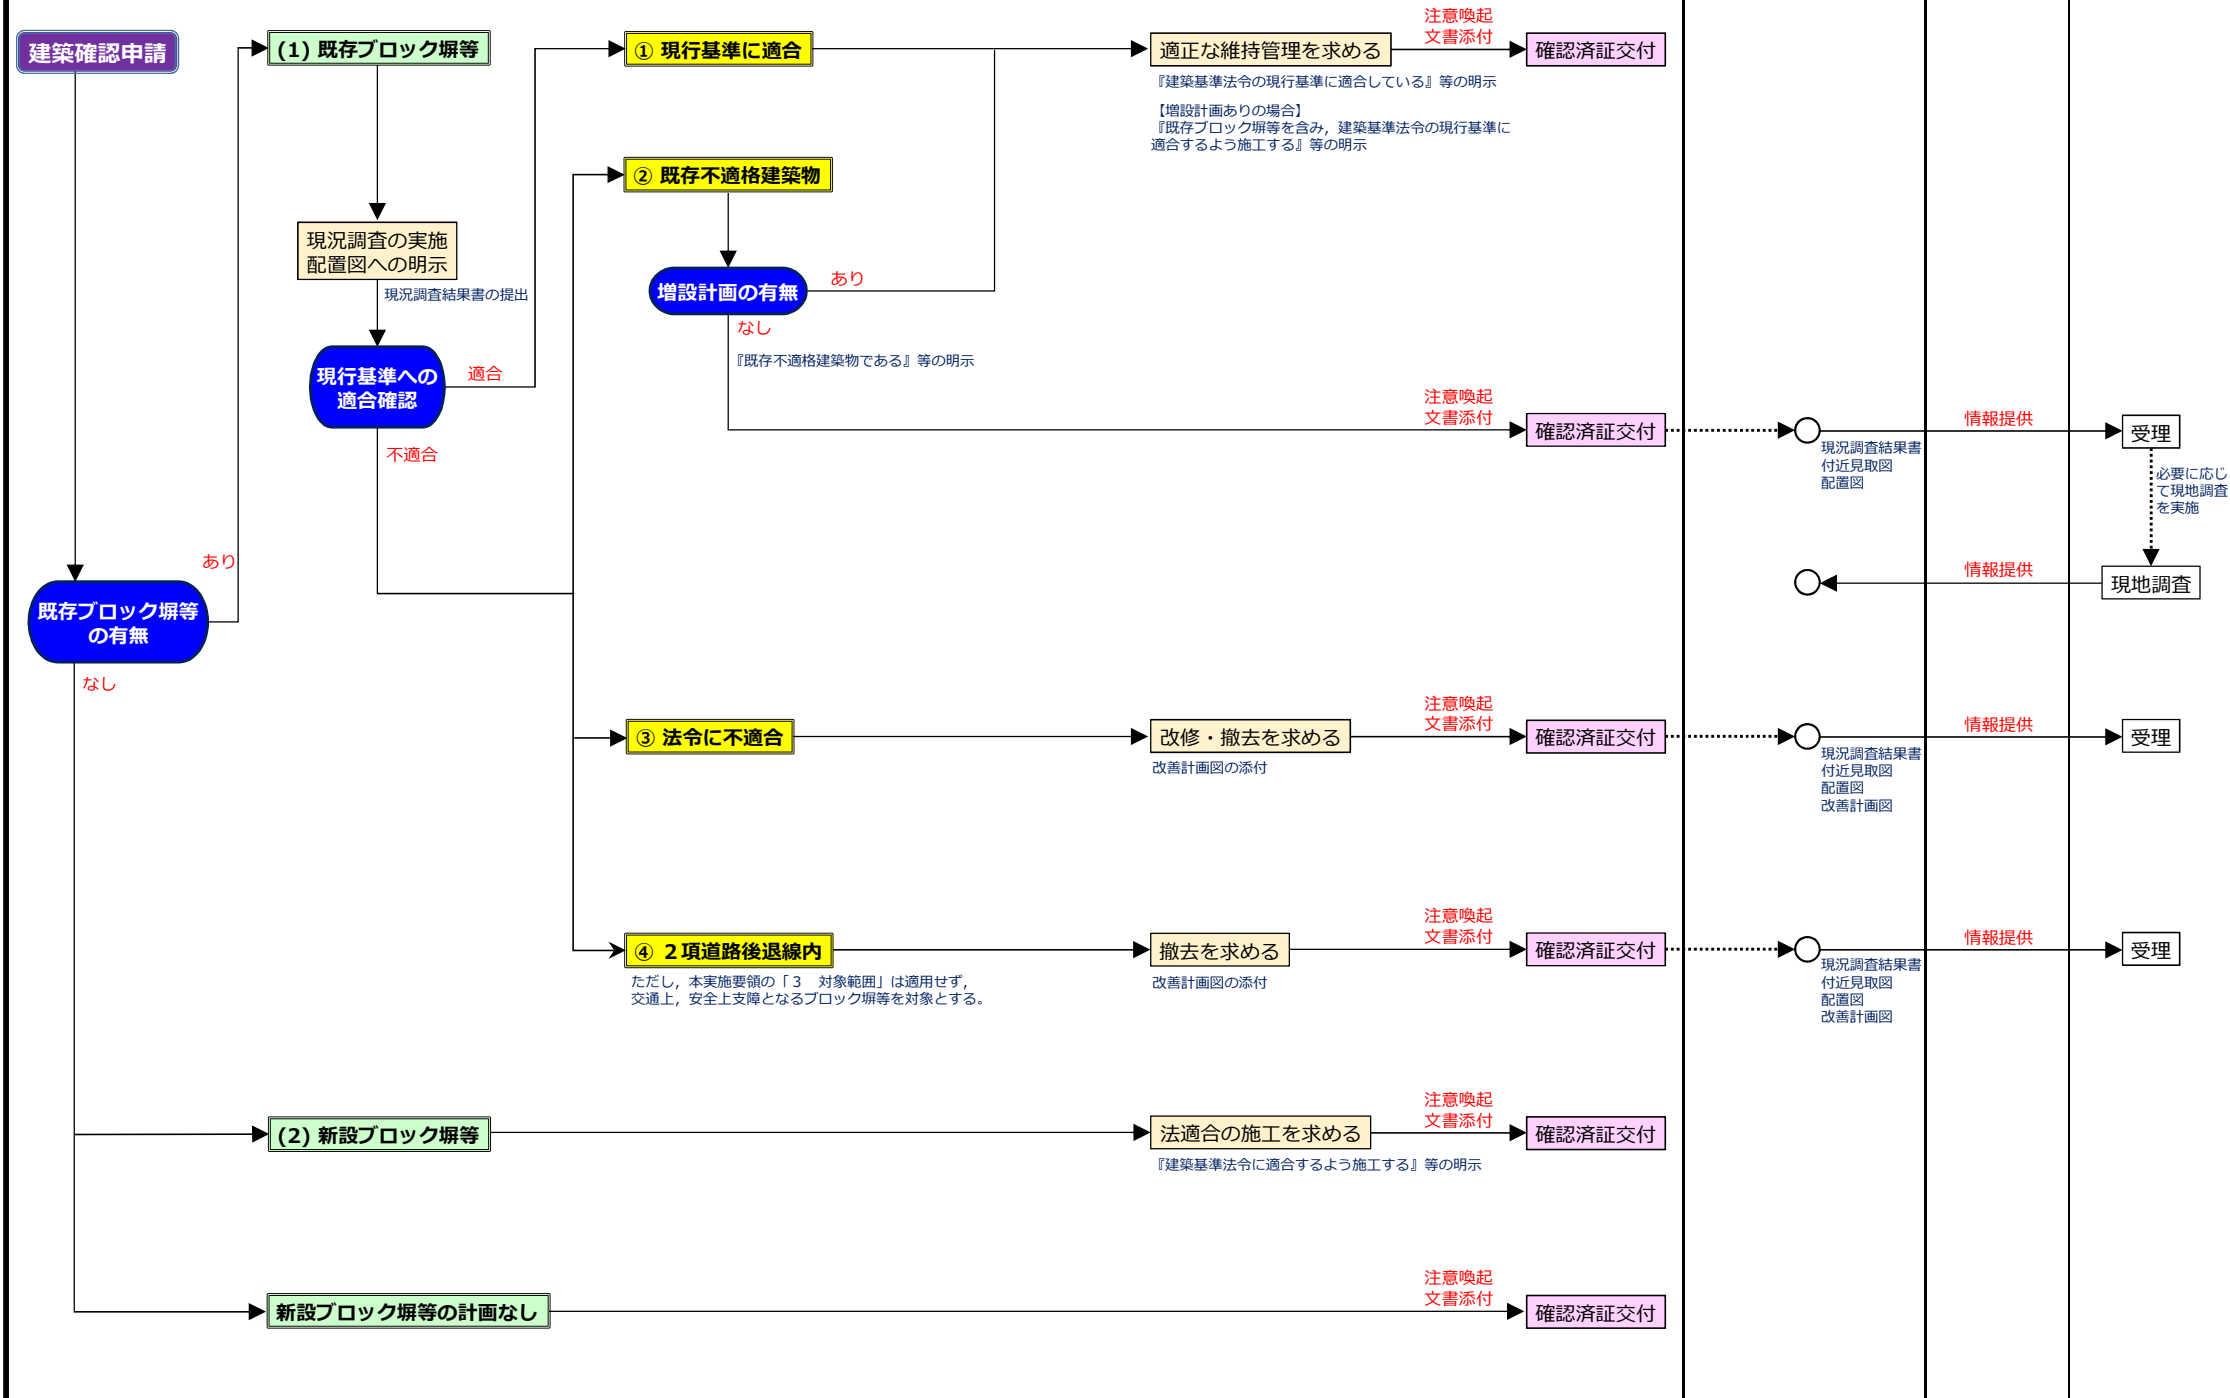 建築確認申請
(1) 既存ブロック塀等
① 現行基準に適合
適正な維持管理を求める
注意喚起
文書添付
確認済証交付
『建築基準法令の現行基準に適合している』等の明示
【増設計画ありの場合】
『既存ブロック塀等を含み，建築基準法令の現行基準に
適合するよう施工する』等の明示
② 既存不適格建築物
現況調査の実施
配置図への明示
現況調査結果書の提出
増設計画の有無
あり
なし
『既存不適格建築物である』等の明示
現行基準への
適合確認
適合
不適合
注意喚起
文書添付
確認済証交付
現況調査結果書
付近見取図
配置図
情報提供
受理
必要に応じ
て現地調査
を実施
あり
情報提供
現地調査
既存ブロック塀等
の有無
なし
③ 法令に不適合
改修・撤去を求める
改善計画図の添付
注意喚起
文書添付
確認済証交付
現況調査結果書
付近見取図
配置図
改善計画図
情報提供
受理
④ ２項道路後退線内
ただし，本実施要領の「３　対象範囲」は適用せず，
交通上，安全上支障となるブロック塀等を対象とする。
撤去を求める
改善計画図の添付
注意喚起
文書添付
確認済証交付
現況調査結果書
付近見取図
配置図
改善計画図
情報提供
受理
(2) 新設ブロック塀等
法適合の施工を求める
『建築基準法令に適合するよう施工する』等の明示
注意喚起
文書添付
確認済証交付
新設ブロック塀等の計画なし
注意喚起
文書添付
確認済証交付